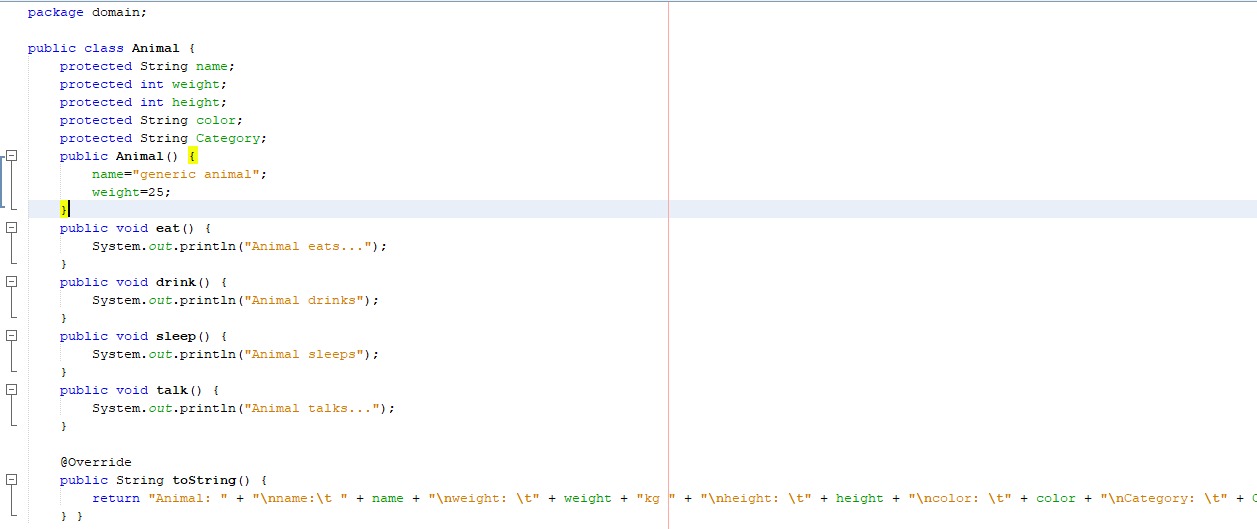 package domain;
public class Animal {
protected String name;
protected int weight;
protected int height;
protected String color;
protected String Category;
public Animal() {
name="generic animal";
weight=25;
}
public void eat() {
System.out.println("Animal eats...");
}
public void drink() {
System.out.println("Animal drinks");
}
public void sleep() {
System.out.println("Animal sleeps");
}
public void talk() {
System.out.println("Animal talks...");
}
@Override
public String toString() {
return "Animal: " + "\nname:\t " + name + "\nweight: \t" + weight + "kg " + "\nheight: \t" + height + "\ncolor: \t" + color + "\nCategory: \t" +
} }